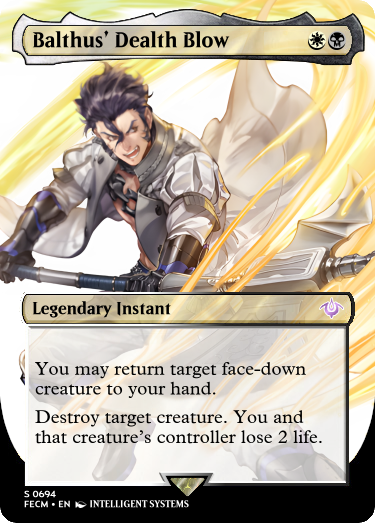 Balthus' Dealth Blow
Legendary Instant
You may return target face-down
creature to your hand.
Destroy target creature. You and
that creature's controller lose 2 life.
S 0694
FECM • EN INTELLIGENT SYSTEMS